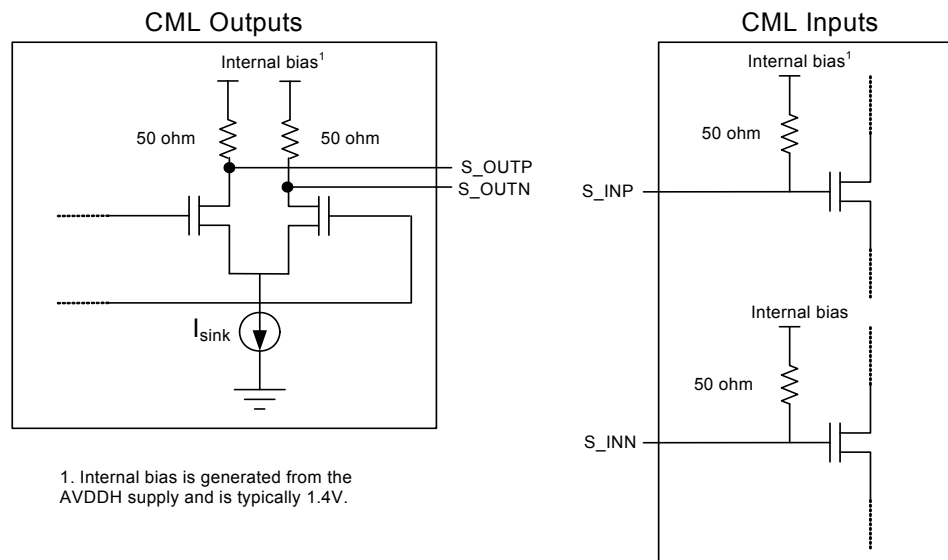 CML Outputs
Internal bias¹
50 ohm
50 ohm
S_OUTP
S_OUTN
Isink
1. Internal bias is generated from the
AVDDH supply and is typically 1.4V.
CML Inputs
Internal bias¹
50 ohm
S_INP
Internal bias
50 ohm
S_INN